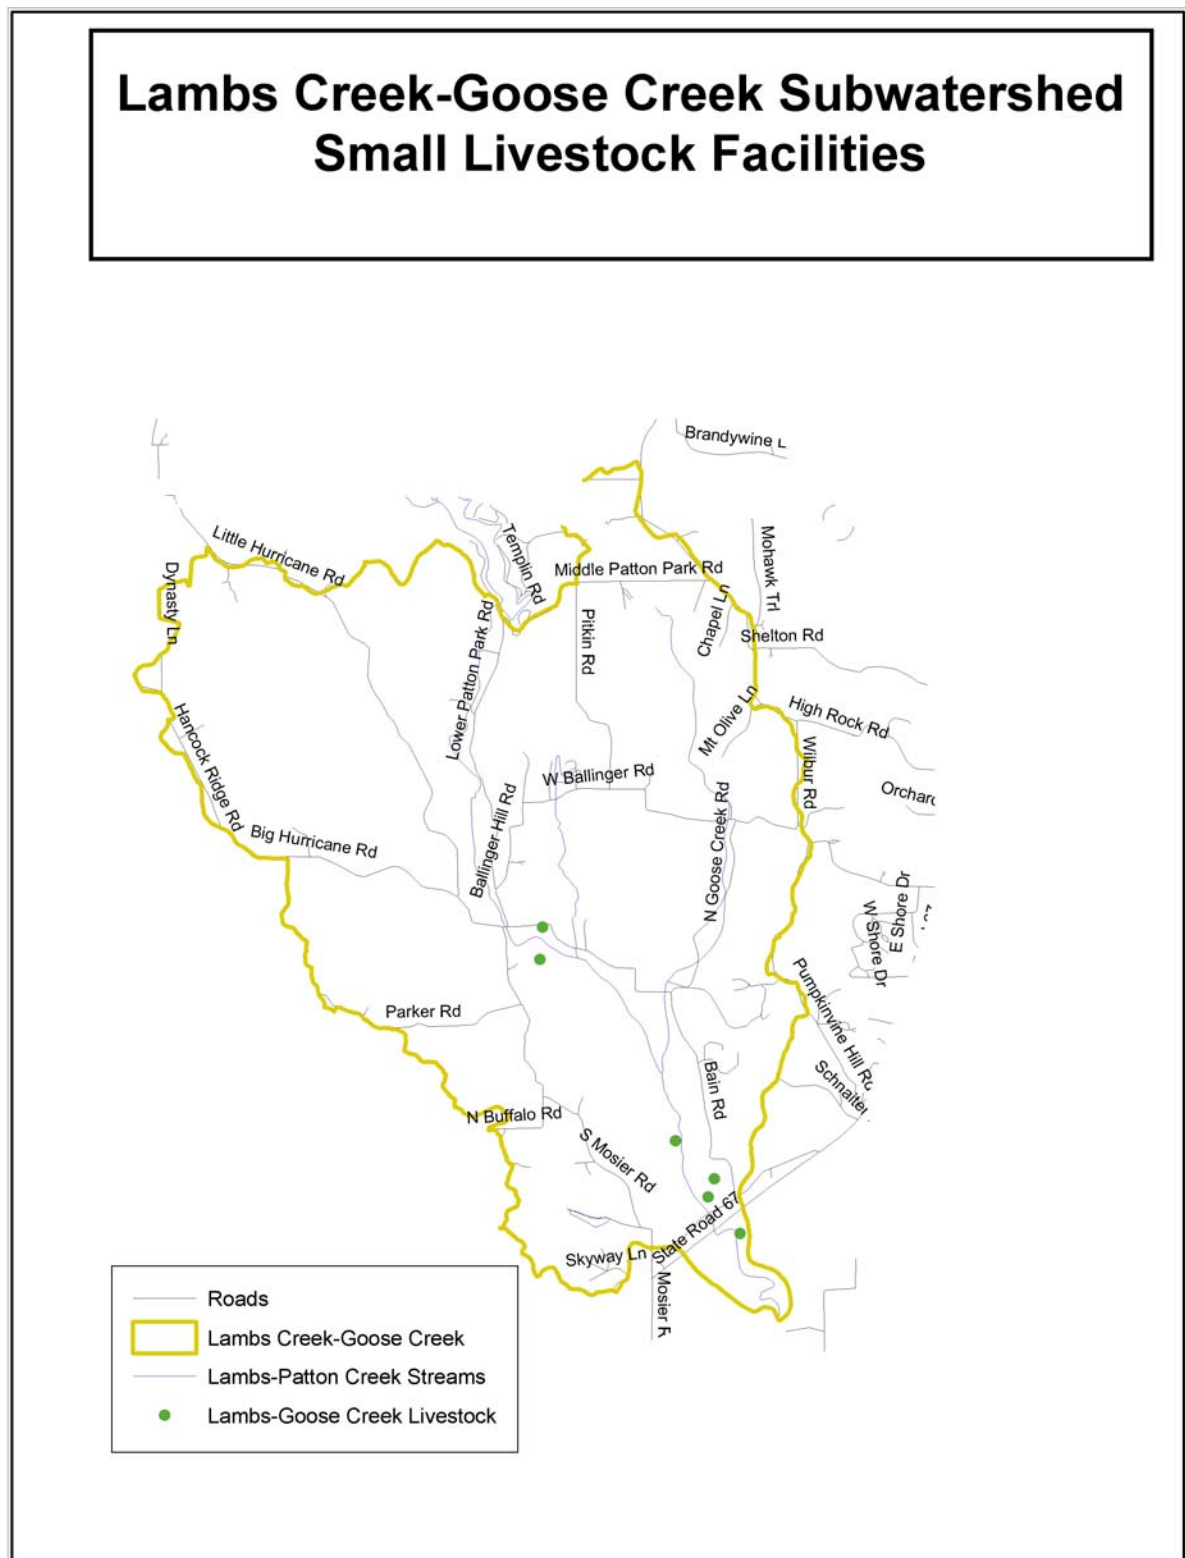 Lambs Creek-Goose Creek Subwatershed
Small Livestock Facilities
Brandywine L
Little Hurricane Rd
Templin Rd
Mohawk Trl
Dynasty Ln
Middle Patton Park Rd
Chapel Ln
Pitkin Rd
Lower Patton Park Rd
Shelton Rd
Mt Olive Ln
High Rock Rd
Hancock Ridge Rd
Wilbur Rd
W Ballinger Rd
Ballinger Hill Rd
N Goose Creek Rd
Orchard
Big Hurricane Rd
E Shore Dr
W Shore Dr
Pumpkinvine Hill Rd
Parker Rd
Schnalter
Bain Rd
N Buffalo Rd
S Mosier Rd
State Road 67
Skyway Ln
Mosier R
Roads
Lambs Creek-Goose Creek
Lambs-Patton Creek Streams
Lambs-Goose Creek Livestock